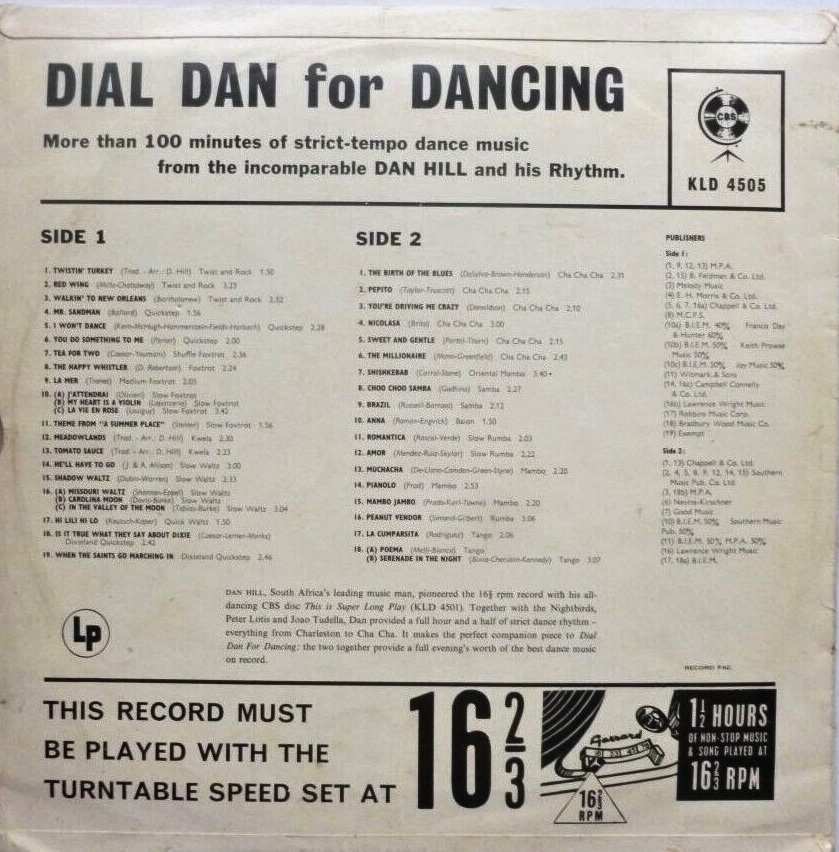 DIAL DAN for DANCING
More than 100 minutes of strict-tempo dance music
from the incomparable DAN HILL and his Rhythm.
CBS
KLD 4505
SIDE 1
1. TWISTIN' TURKEY (Trad. - Arr.: D. Hill) Twist and Rock 1.50
2. RED WING (Mills-Chattaway) Twist and Rock 3.33
3. WALKIN' TO NEW ORLEANS (Bartholomew) Twist and Rock 2.52
4. MR. SANDMAN (Ballard) Quickstep 1.56
5. I WON'T DANCE (Kern-McHugh-Hammerstein-Fields-Harbach) Quickstep 2.28
6. YOU DO SOMETHING TO ME (Porter) Quickstep 2.00
7. TEA FOR TWO (Caesar-Youmans) Shuffle Foxtrot 2.36
8. THE HAPPY WHISTLER (D. Robertson) Foxtrot 2.24
9. LA MER (Trenet) Medium Foxtrot 2.05
10. (A) J'ATTENDRAI (Olivieri) Slow Foxtrot
(B) MY HEART IS A VIOLIN (Laparcerie) Slow Foxtrot
(C) LA VIE EN ROSE (Louiguy) Slow Foxtrot 3.42
11. THEME FROM "A SUMMER PLACE" (Steiner) Slow Foxtrot 1.56
12. MEADOWLANDS (Trad. - Arr.: D. Hill) Kwela 2.30
13. TOMATO SAUCE (Trad. - Arr.: D. Hill) Kwela 2.23
14. HE'LL HAVE TO GO (J. & A. Allison) Slow Waltz 3.00
15. SHADOW WALTZ (Dubin-Warren) Slow Waltz 2.33
16. (A) MISSOURI WALTZ (Shannon-Eppel) Slow Waltz
(B) CAROLINA MOON (Davis-Burke) Slow Waltz
(C) IN THE VALLEY OF THE MOON (Tobias-Burke) Slow Waltz 3.04
17. HI LILI HI LO (Deutsch-Kaper) Quick Waltz 1.50
18. IS IT TRUE WHAT THEY SAY ABOUT DIXIE (Caesar-Lerner-Marks)
Dixieland Quickstep 2.42
19. WHEN THE SAINTS GO MARCHING IN Dixieland Quickstep 2.46
SIDE 2
1. THE BIRTH OF THE BLUES (DeSylva-Brown-Henderson) Cha Cha Cha 2.31
2. PEPITO (Taylor-Truscott) Cha Cha Cha 2.15
3. YOU'RE DRIVING ME CRAZY (Donaldson) Cha Cha Cha 2.10
4. NICOLASA (Brito) Cha Cha Cha 3.00
5. SWEET AND GENTLE (Portal-Thorn) Cha Cha Cha 2.15
6. THE MILLIONAIRE (Mann-Greenfield) Cha Cha Cha 2.43
7. SHISHKEBAB (Carroll-Stone) Oriental Mambo 3.40
8. CHOO CHOO SAMBA (Godhino) Samba 2.27
9. BRAZIL (Russell-Barroso) Samba 2.12
10. ANNA (Roman-Engvick) Baion 1.50
11. ROMANTICA (Rascel-Verde) Slow Rumba 2.03
12. AMOR (Mendez-Ruiz-Skylar) Slow Rumba 2.22
13. MUCHACHA (De-Llano-Camden-Green-Styne) Mambo 2.20
14. PIANOLO (Prad) Mambo 2.53
15. MAMBO JAMBO (Prado-Karl-Towne) Mambo 2.20
16. PEANUT VENDOR (Simond-Gilbert) Rumba 3.06
17. LA CUMPARSITA (Rodriguez) Tango 2.06
18. (A) POEMA (Melfi-Bianco) Tango
(B) SERENADE IN THE NIGHT (Bixio-Cherubini-Kennedy) Tango 3.07
PUBLISHERS
Side 1:
(1, 9, 12, 13) M.P.A.
(2, 15) B. Feldman & Co. Ltd.
(3) Melody Music
(4) E. H. Morris & Co. Ltd.
(5, 6, 7, 16a) Chappell & Co. Ltd.
(8) M.C.P.S.
(10a) B.I.E.M. 40% Francis Day
& Hunter 60%
(10b) B.I.E.M. 50% Keith Prowse
Music 50%
(10c) B.I.E.M. 50% Joy Music 50%
(11) Witmark & Sons
(14, 16c) Campbell Connelly
& Co. Ltd.
(16b) Lawrence Wright Music
(17) Robbins Music Corp.
(18) Bradbury Wood Music Co.
(19) Exempt
Side 2:
(1, 13) Chappell & Co. Ltd.
(2, 4, 5, 8, 9, 12, 14, 15) Southern
Music Pub. Co. Ltd.
(3, 18b) M.P.A.
(6) Nevins-Kirschner
(7) Good Music
(10) B.I.E.M. 50% Southern Music
Pub. 50%
(11) B.I.E.M. 50% M.P.A. 50%
(16) Lawrence Wright Music
(17, 18a) B.I.E.M.
Lp
DAN HILL, South Africa's leading music man, pioneered the 16⅔ rpm record with his all-
dancing CBS disc This is Super Long Play (KLD 4501). Together with the Nightbirds,
Peter Lotis and Joao Tudella, Dan provided a full hour and a half of strict dance rhythm –
everything from Charleston to Cha Cha. It makes the perfect companion piece to Dial
Dan For Dancing: the two together provide a full evening's worth of the best dance music
on record.
RECORD PAC.
THIS RECORD MUST
BE PLAYED WITH THE
TURNTABLE SPEED SET AT
16 2/3
Garrard
16⅔
RPM
1½ HOURS
OF NON-STOP MUSIC
& SONG PLAYED AT
16⅔ RPM